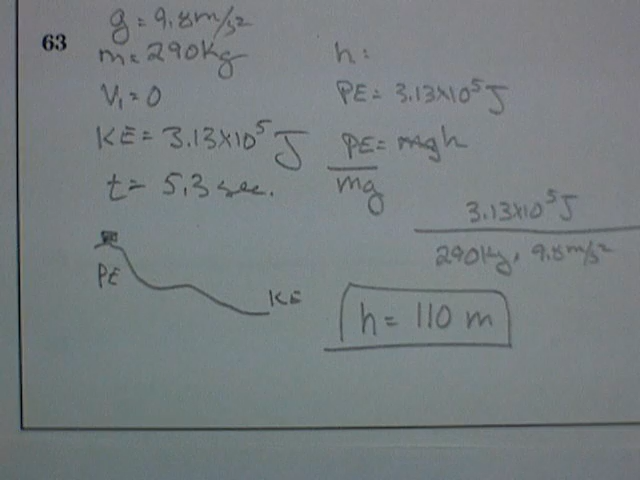 63
g = 9.8m/s²
m = 290kg
V₁ = 0
KE = 3.13x10⁵ J
t = 5.3 sec.
PE
KE
h:
PE = 3.13x10⁵ J
PE = mgh
mg
3.13x10⁵ J
290kg · 9.8m/s²
h = 110 m